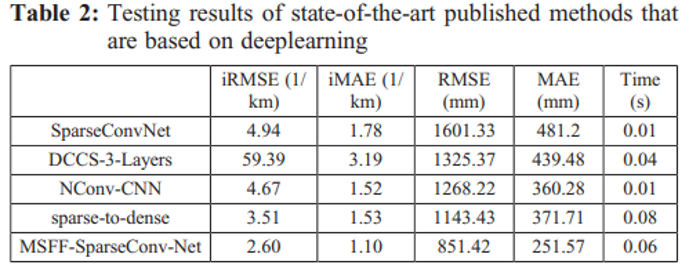 Table 2: Testing results of state-of-the-art published methods that
are based on deeplearning
iRMSE (1/ iMAE (1/ RMSE MAE Time
km) km) (mm) (mm) (s)
SparseConvNet 4.94 1.78 1601.33 481.2 0.01
DCCS-3-Layers 59.39 3.19 1325.37 439.48 0.04
NConv-CNN 4.67 1.52 1268.22 360.28 0.01
sparse-to-dense 3.51 1.53 1143.43 371.71 0.08
MSFF-SparseConv-Net 2.60 1.10 851.42 251.57 0.06